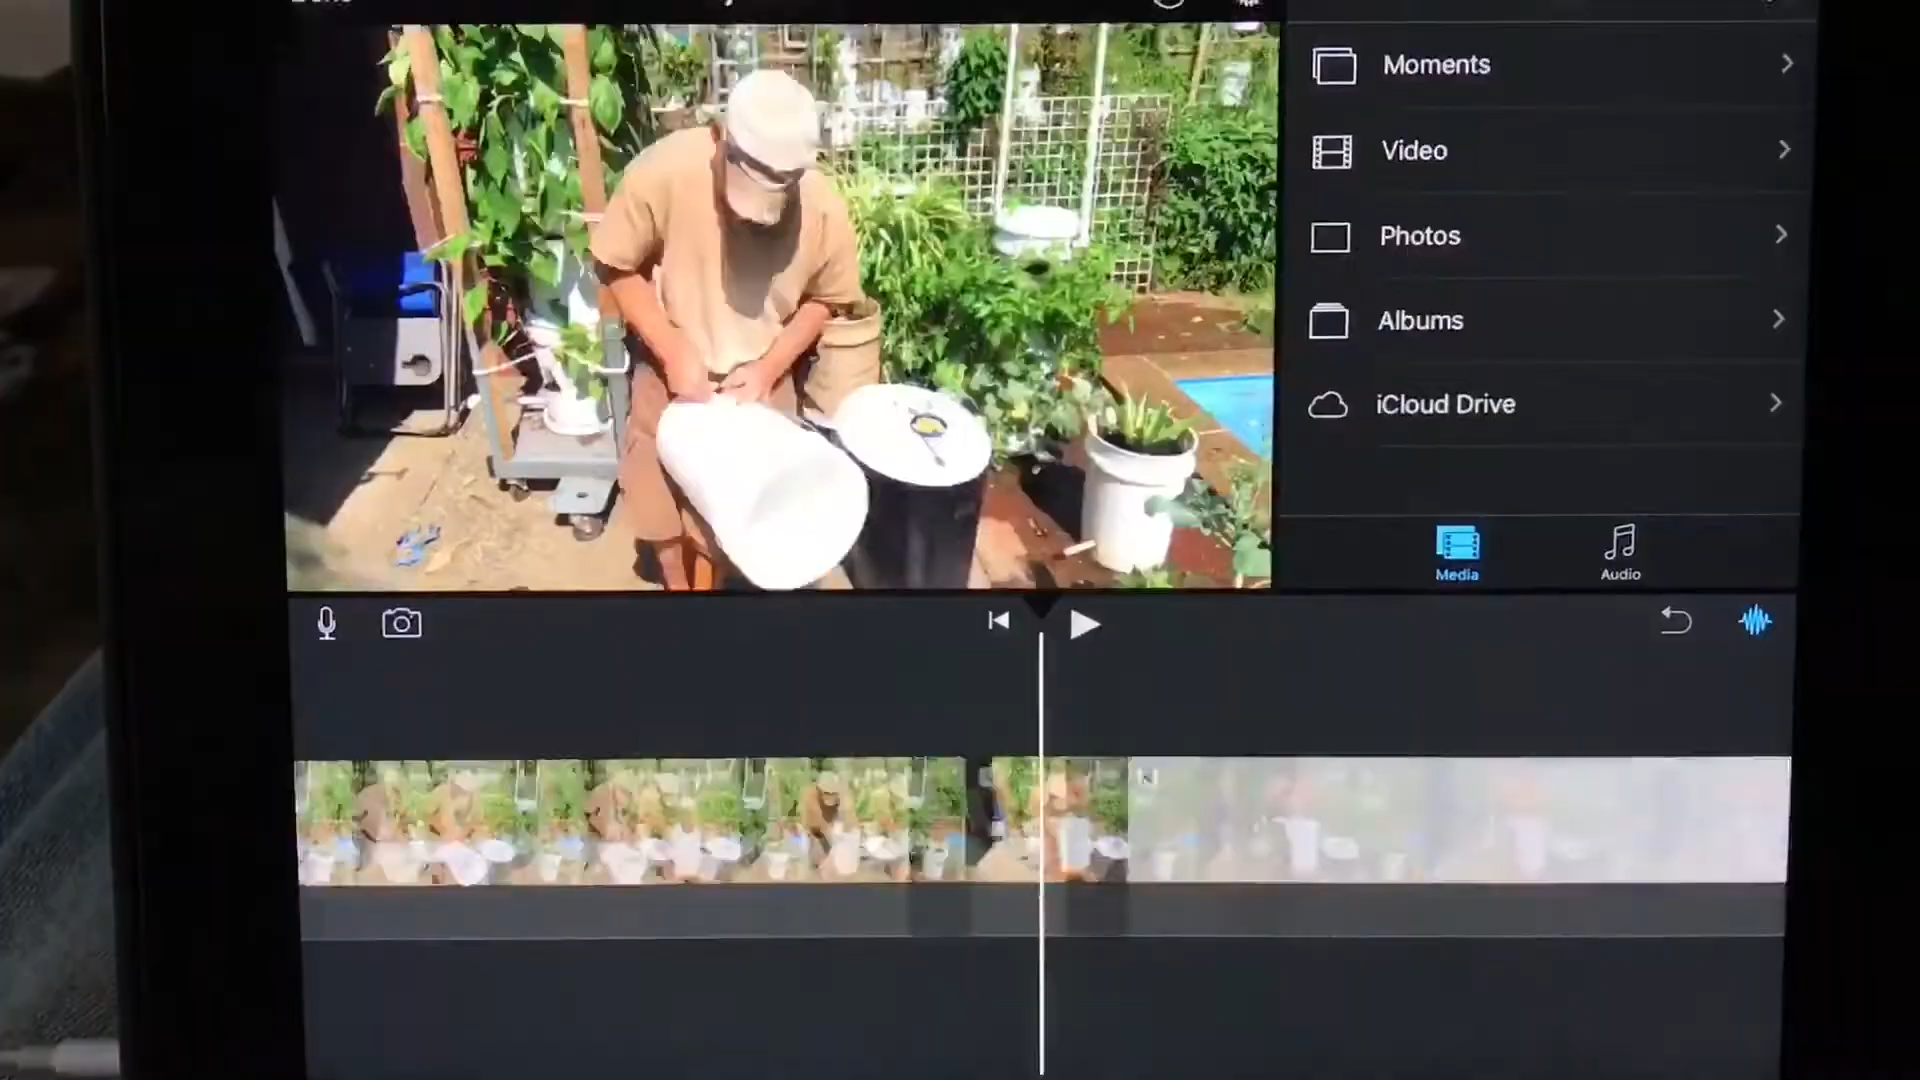 Moments
Video
Photos
Albums
iCloud Drive
Media
Audio